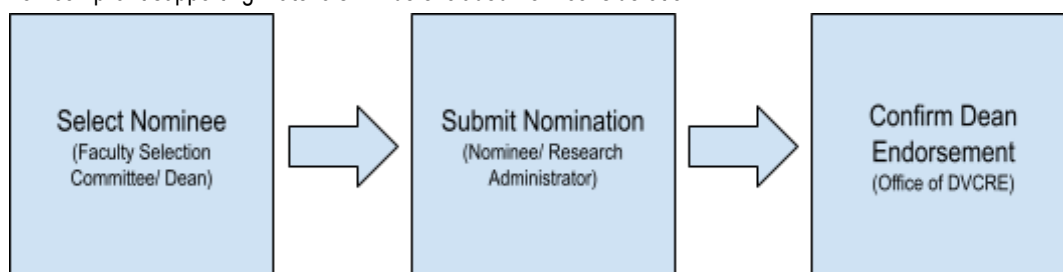 Select Nominee
(Faculty Selection
Committee/ Dean)
Submit Nomination
(Nominee/ Research
Administrator)
Confirm Dean
Endorsement
(Office of DVCRE)